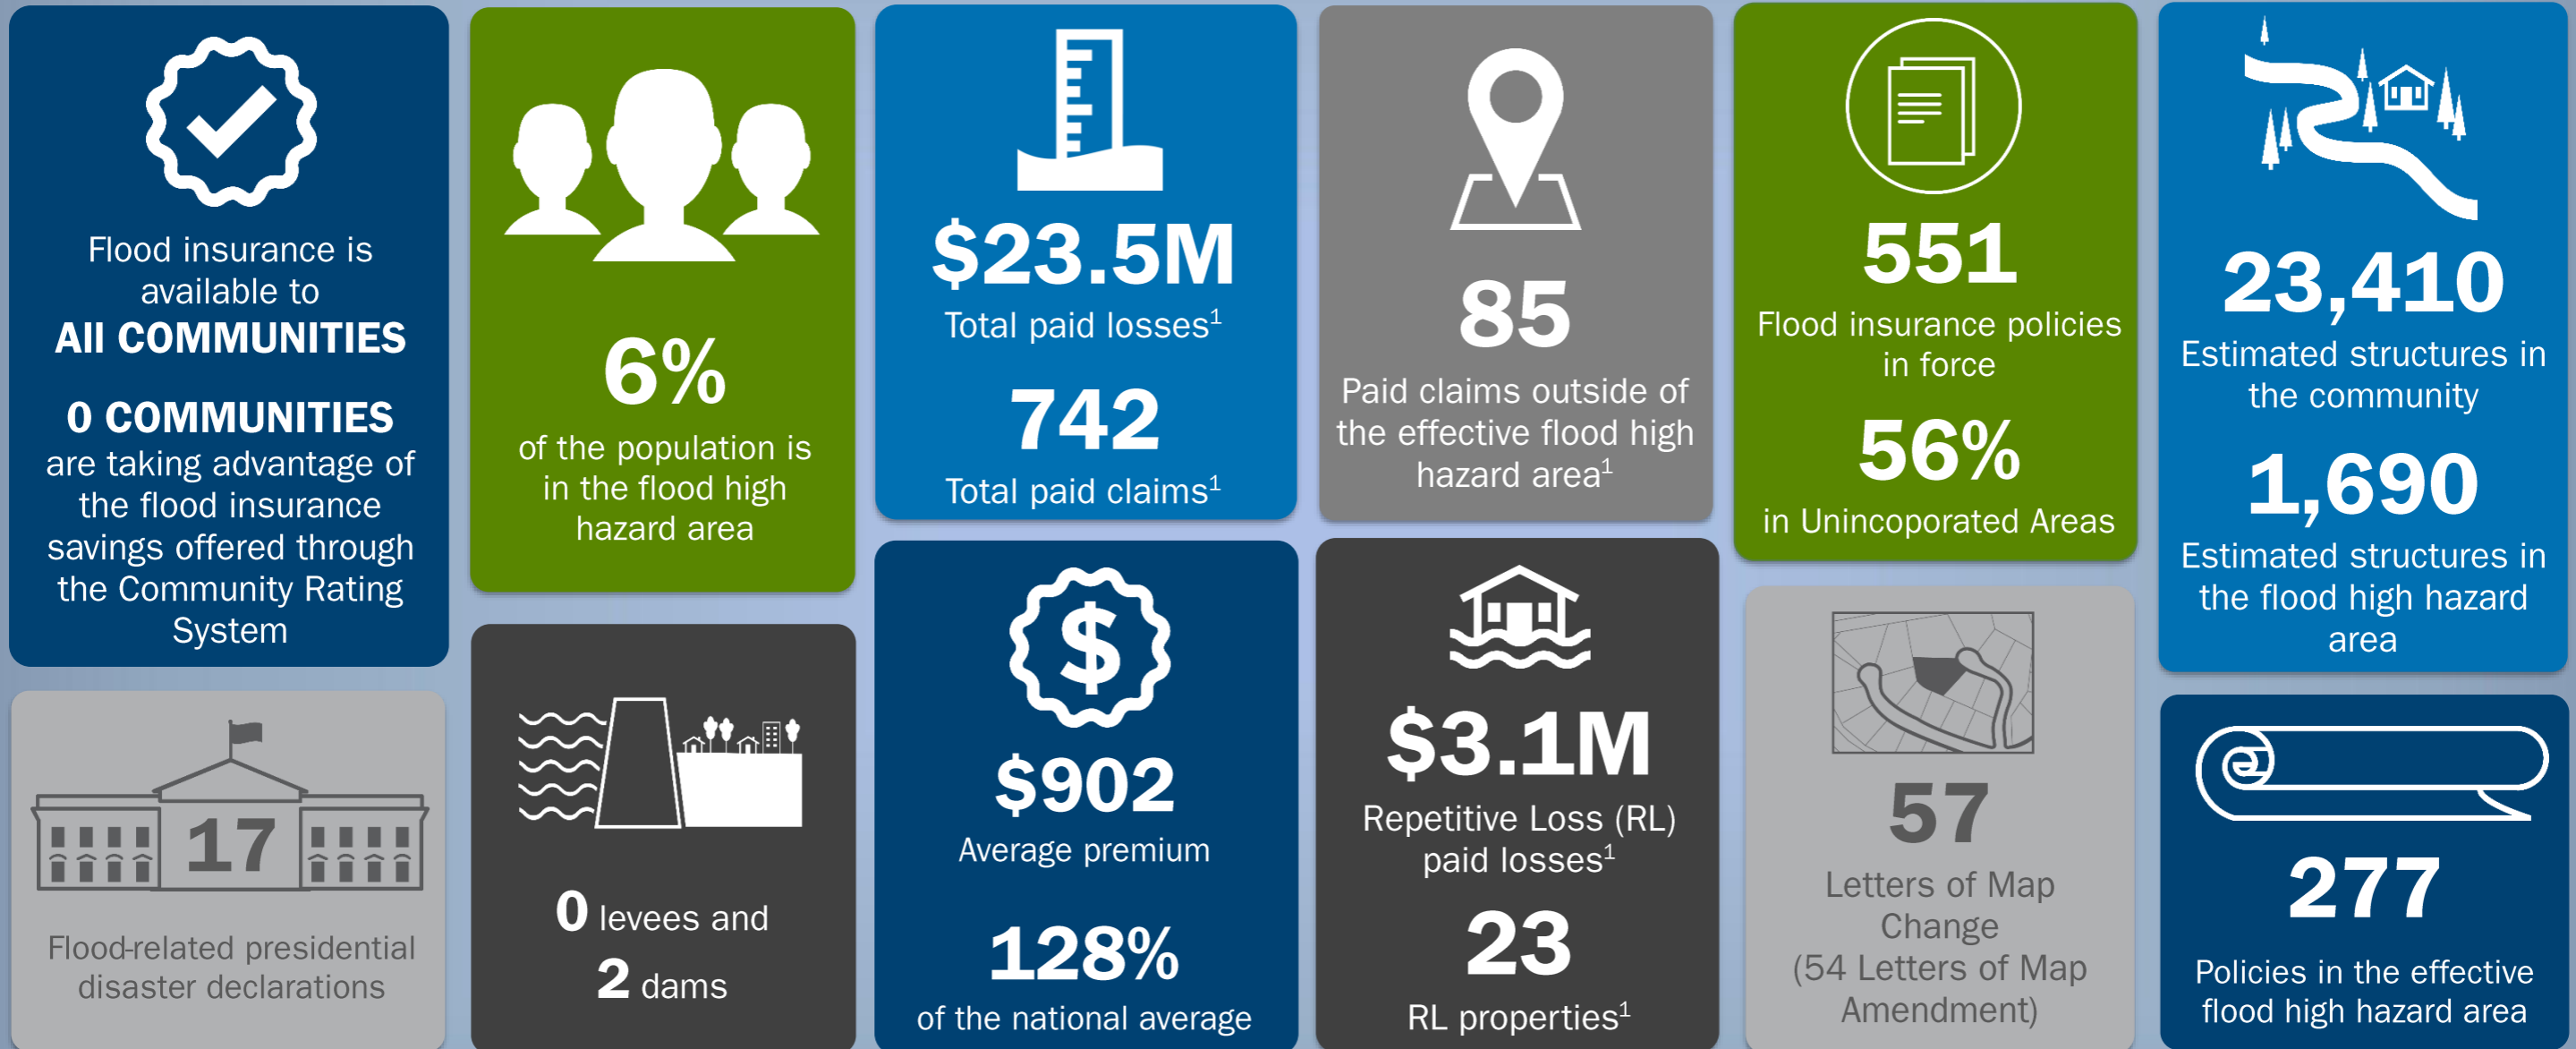 Flood insurance is
available to
All COMMUNITIES
0 COMMUNITIES
are taking advantage of
the flood insurance
savings offered through
the Community Rating
System
17
Flood-related presidential
disaster declarations
6%
of the population is
in the flood high
hazard area
0 levees and
2 dams
$23.5M
Total paid losses¹
742
Total paid claims¹
$
$902
Average premium
128%
of the national average
85
Paid claims outside of
the effective flood high
hazard area¹
$3.1M
Repetitive Loss (RL)
paid losses¹
23
RL properties¹
551
Flood insurance policies
in force
56%
in Unincoporated Areas
57
Letters of Map
Change
(54 Letters of Map
Amendment)
23,410
Estimated structures in
the community
1,690
Estimated structures in
the flood high hazard
area
277
Policies in the effective
flood high hazard area